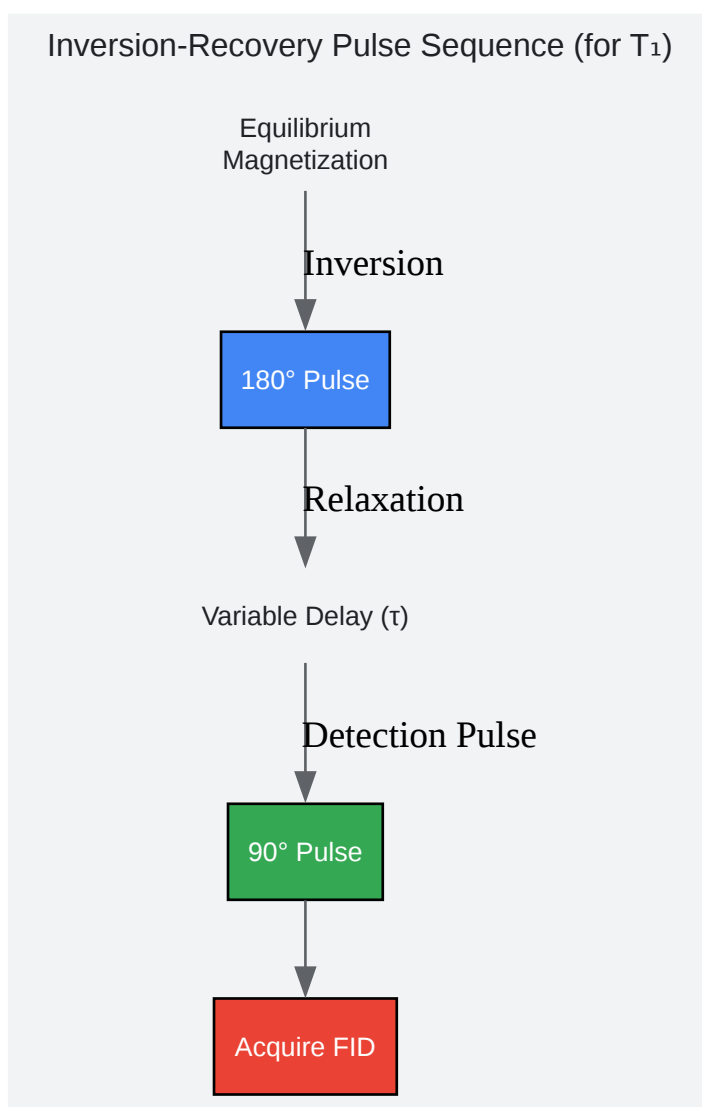 Inversion-Recovery Pulse Sequence (for T₁)
Equilibrium
Magnetization
Inversion
180° Pulse
Relaxation
Variable Delay (τ)
Detection Pulse
90° Pulse
Acquire FID